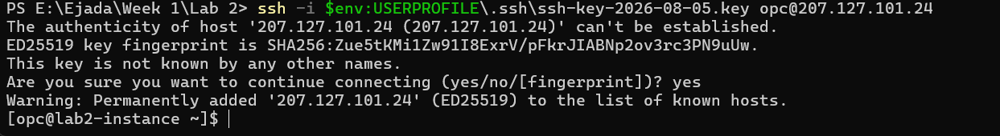 PS E:\Ejada\Week 1\Lab 2> ssh -i $env:USERPROFILE\.ssh\ssh-key-2026-08-05.key opc@207.127.101.24
The authenticity of host '207.127.101.24 (207.127.101.24)' can't be established.
ED25519 key fingerprint is SHA256:Zue5tKMi1Zw91I8ExrV/pFkrJIABNp2ov3rc3PN9uUw.
This key is not known by any other names.
Are you sure you want to continue connecting (yes/no/[fingerprint])? yes
Warning: Permanently added '207.127.101.24' (ED25519) to the list of known hosts.
[opc@lab2-instance ~]$